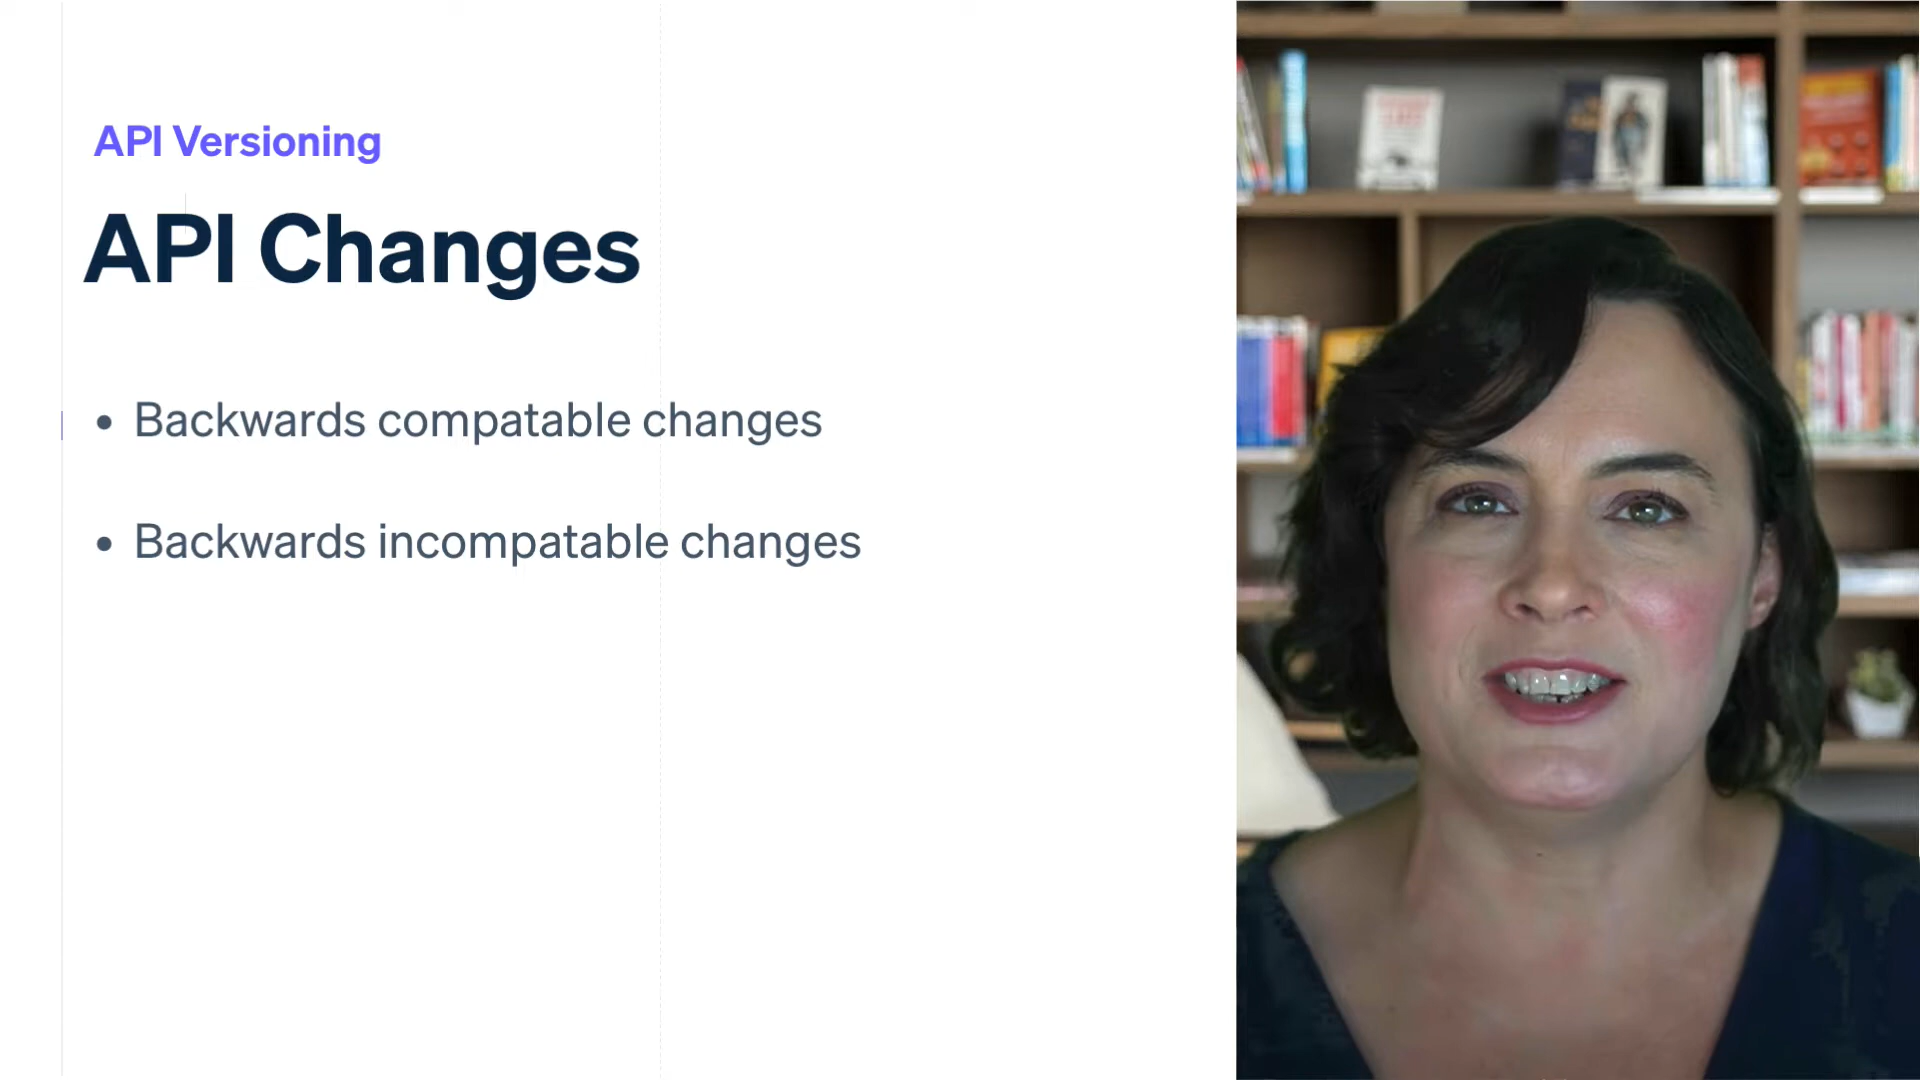 API Versioning
API Changes
• Backwards compatable changes
• Backwards incompatable changes